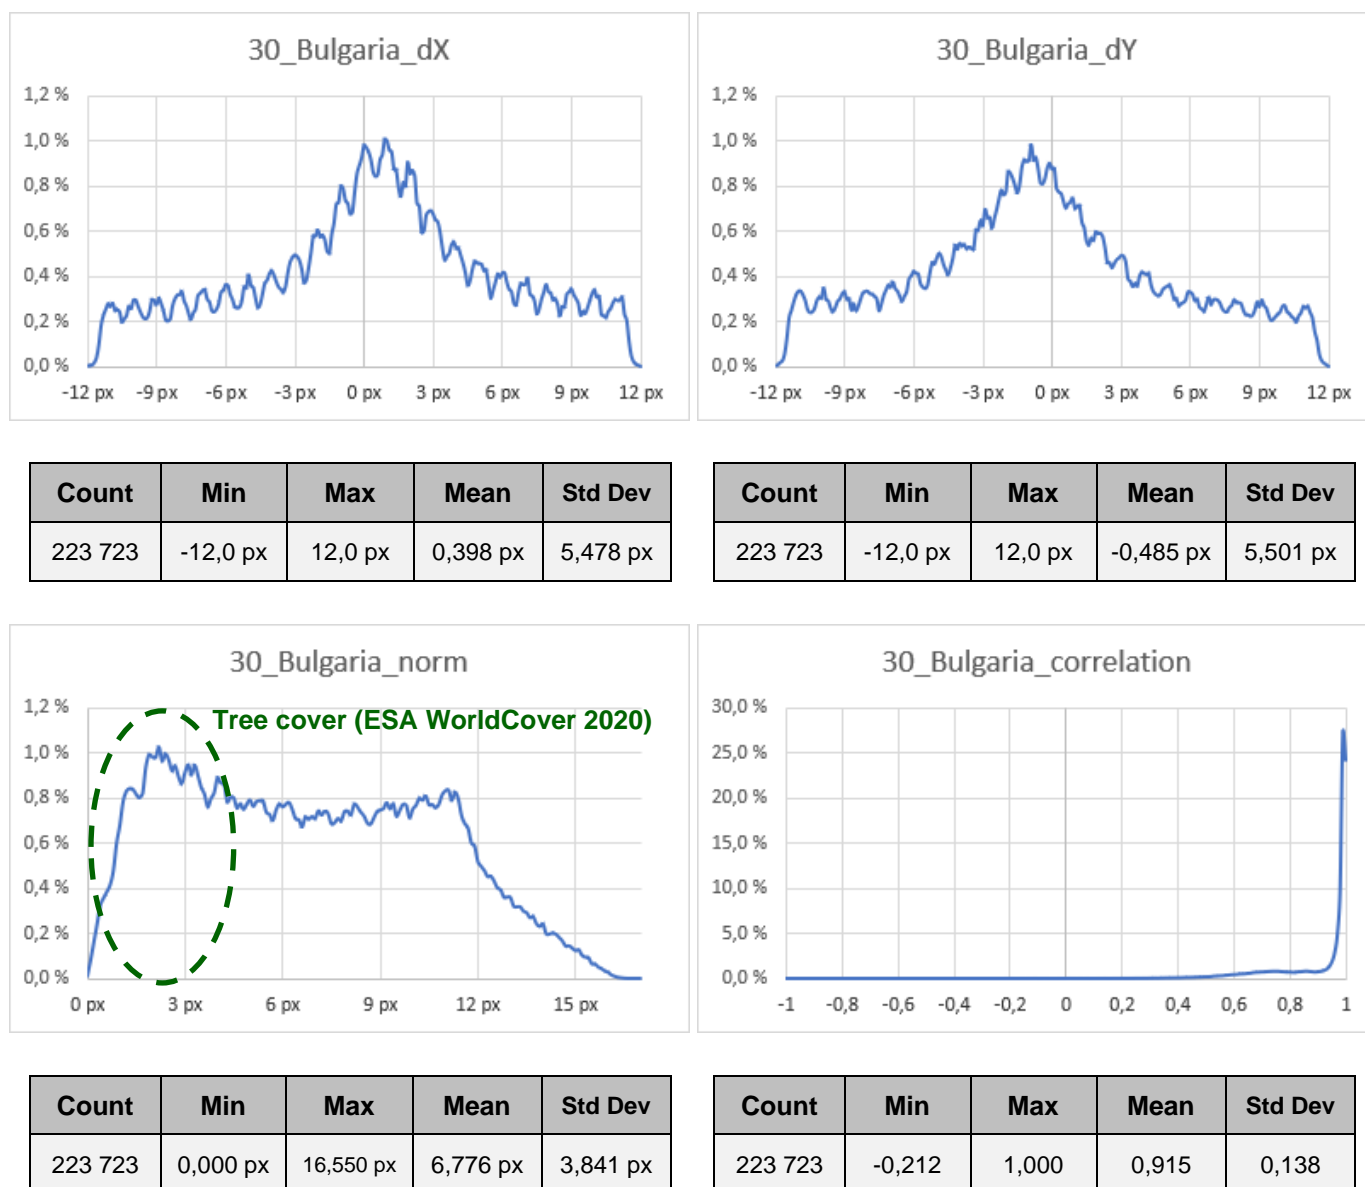 30_Bulgaria_dX
1,2 %
1,0 %
0,8 %
0,6 %
0,4 %
0,2 %
0,0 %
-12 px -9 px -6 px -3 px 0 px 3 px 6 px 9 px 12 px
30_Bulgaria_dY
1,2 %
1,0 %
0,8 %
0,6 %
0,4 %
0,2 %
0,0 %
-12 px -9 px -6 px -3 px 0 px 3 px 6 px 9 px 12 px
Count Min Max Mean Std Dev
223 723 -12,0 px 12,0 px 0,398 px 5,478 px
Count Min Max Mean Std Dev
223 723 -12,0 px 12,0 px -0,485 px 5,501 px
30_Bulgaria_norm
Tree cover (ESA WorldCover 2020)
1,2 %
1,0 %
0,8 %
0,6 %
0,4 %
0,2 %
0,0 %
0 px 3 px 6 px 9 px 12 px 15 px
30_Bulgaria_correlation
30,0 %
25,0 %
20,0 %
15,0 %
10,0 %
5,0 %
0,0 %
-1 -0,8 -0,6 -0,4 -0,2 0 0,2 0,4 0,6 0,8 1
Count Min Max Mean Std Dev
223 723 0,000 px 16,550 px 6,776 px 3,841 px
Count Min Max Mean Std Dev
223 723 -0,212 1,000 0,915 0,138